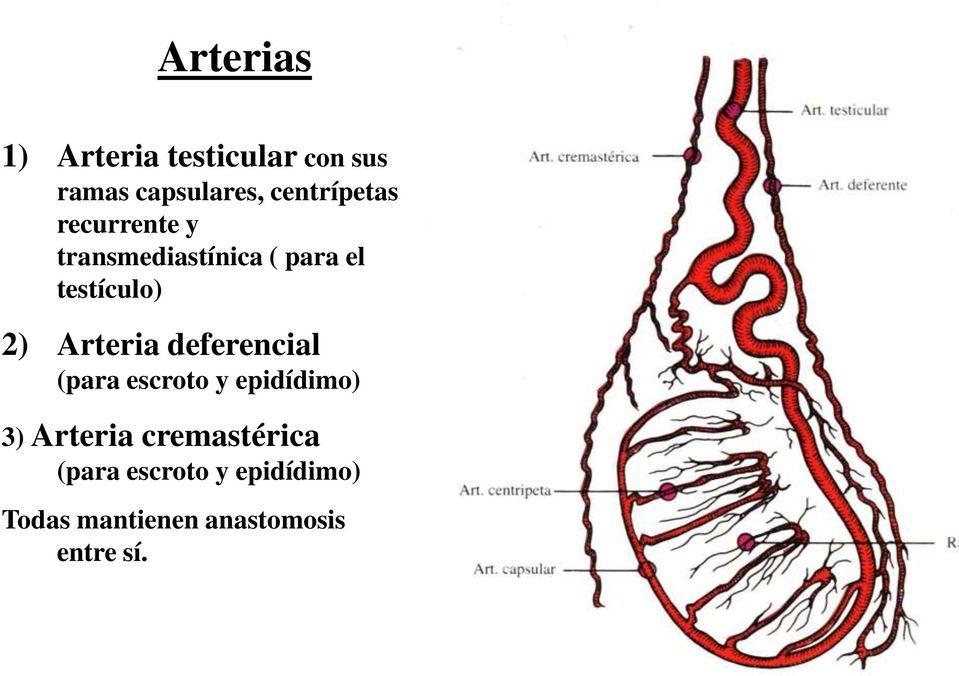 Arterias
1) Arteria testicular con sus
ramas capsulares, centrípetas
recurrente y
transmediastínica ( para el
testículo)
2) Arteria deferencial
(para escroto y epidídimo)
3) Arteria cremastérica
(para escroto y epidídimo)
Todas mantienen anastomosis
entre sí.
Art. testicular
Art. cremastérica
Art. deferente
Art. centripeta
R
Art. capsular